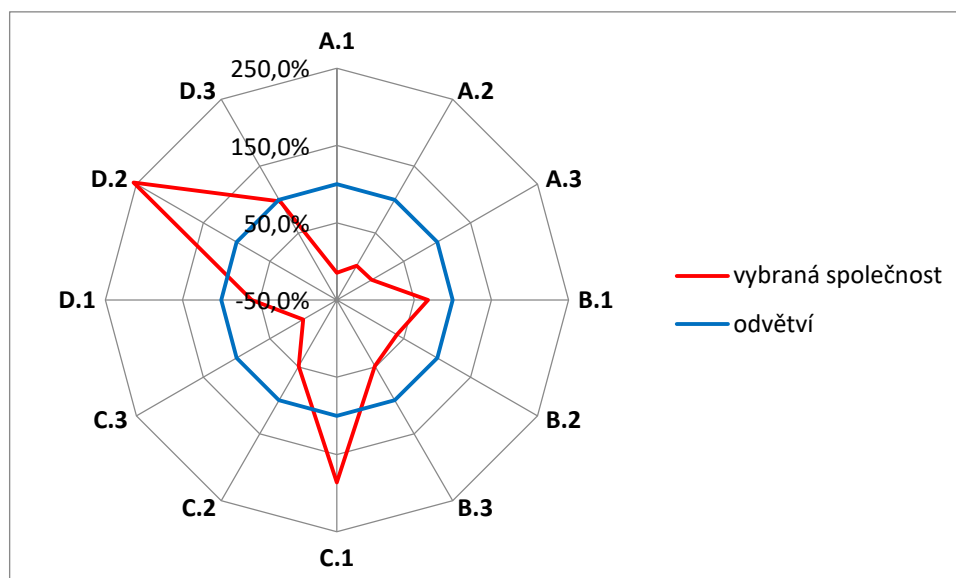 A.1
250,0%
D.3
A.2
150,0%
D.2
A.3
50,0%
vybraná společnost
D.1
-50,0%
B.1
odvětví
C.3
B.2
C.2
B.3
C.1